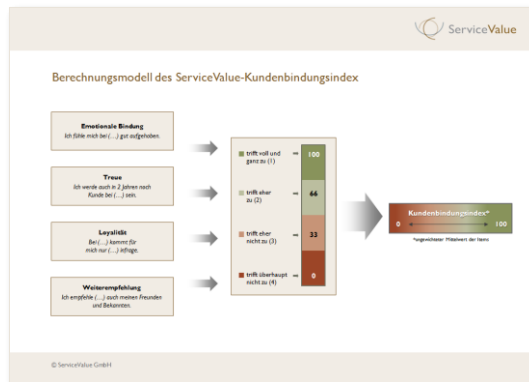 ServiceValue
Berechnungsmodell des ServiceValue-Kundenbindungsindex
Emotionale Bindung
Ich fühle mich bei (…) gut aufgehoben.
Treue
Ich werde auch in 2 Jahren noch
Kunde bei (…) sein.
Loyalität
Bei (…) kommt für
mich nur (…) infrage.
Weiterempfehlung
Ich empfehle (…) auch meinen Freunden
und Bekannten.
trifft voll und
ganz zu (1)
100
trifft eher
zu (2)
66
trifft eher
nicht zu (3)
33
trifft überhaupt
nicht zu (4)
0
Kundenbindungsindex*
0
100
*ungewichteter Mittelwert der Items
© ServiceValue GmbH